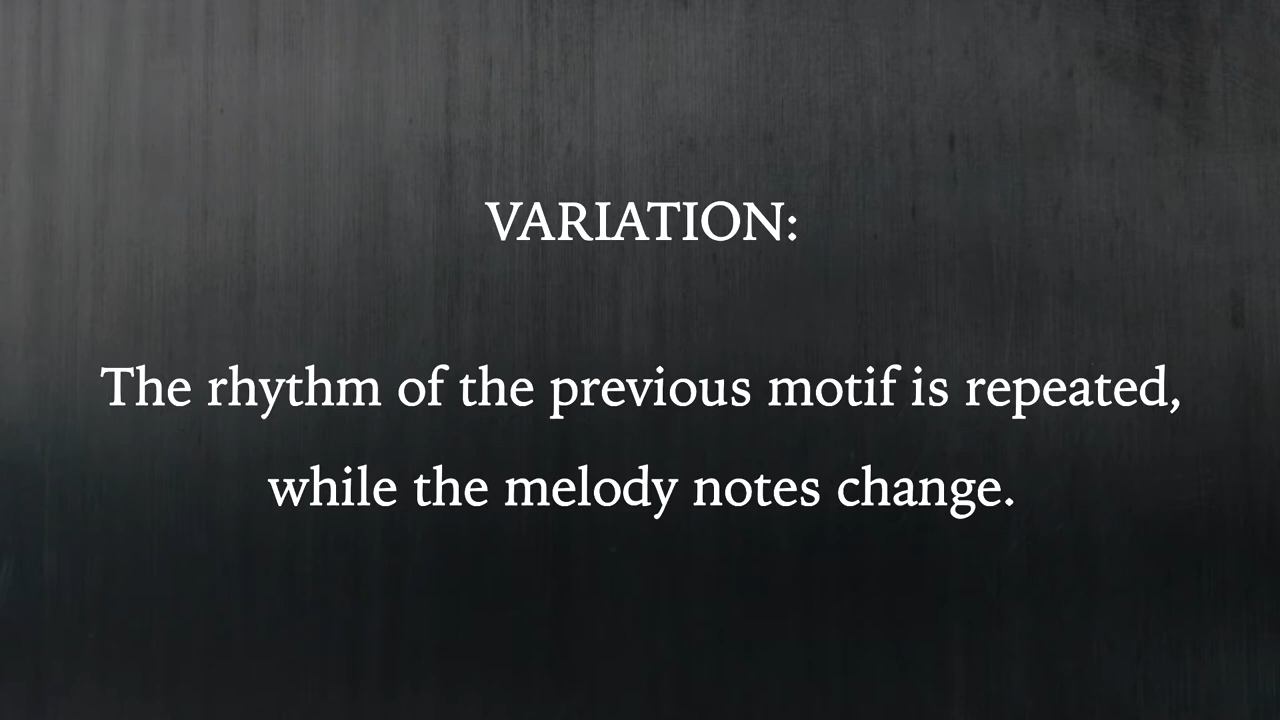 VARIATION:
The rhythm of the previous motif is repeated,
while the melody notes change.